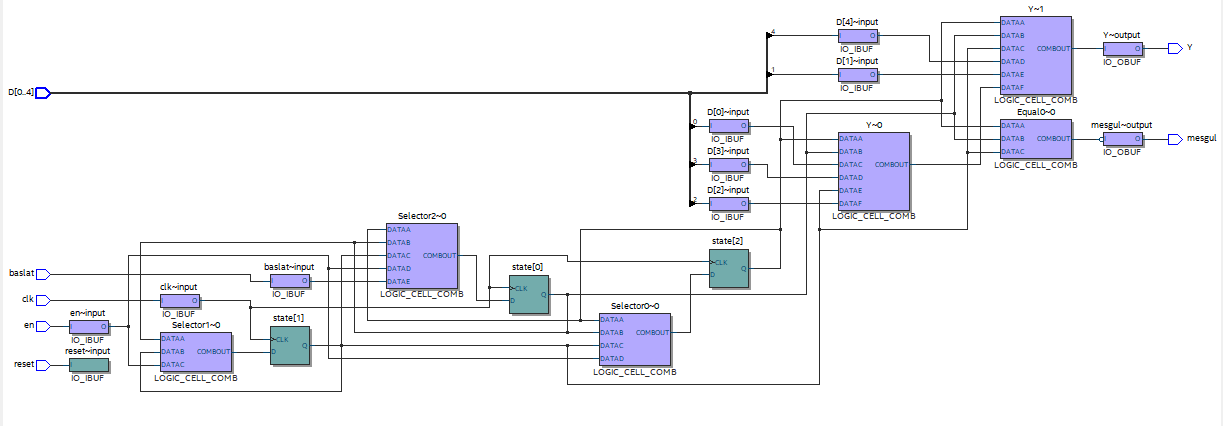 Y~1
D[4]~input
DATAA
Y~output
4
I O
DATAB
IO_IBUF
DATAC COMBOUT
I O
Y
D[1]~input
DATAD
IO_OBUF
1
I O
DATAE
IO_IBUF
DATAF
D[0..4]
LOGIC_CELL_COMB
D[0]~input
Equal0~0
0
I O
Y~0
DATAA
mesgul~output
IO_IBUF
DATAA
DATAB COMBOUT
I O
mesgul
D[3]~input
DATAB
DATAC
IO_OBUF
3
I O
DATAC COMBOUT
LOGIC_CELL_COMB
IO_IBUF
DATAD
D[2]~input
DATAE
2
I O
DATAF
IO_IBUF
LOGIC_CELL_COMB
Selector2~0
DATAA
DATAB
state[2]
DATAC COMBOUT
CLK
baslat
baslat~input
DATAD
state[0]
D Q
I O
DATAE
CLK
IO_IBUF
LOGIC_CELL_COMB
D Q
clk
clk~input
I O
IO_IBUF
Selector0~0
en
en~input
state[1]
DATAA
I O
Selector1~0
CLK
DATAB COMBOUT
IO_IBUF
DATAA
D Q
DATAC
reset~input
DATAB COMBOUT
DATAD
reset
I O
DATAC
LOGIC_CELL_COMB
IO_IBUF
LOGIC_CELL_COMB